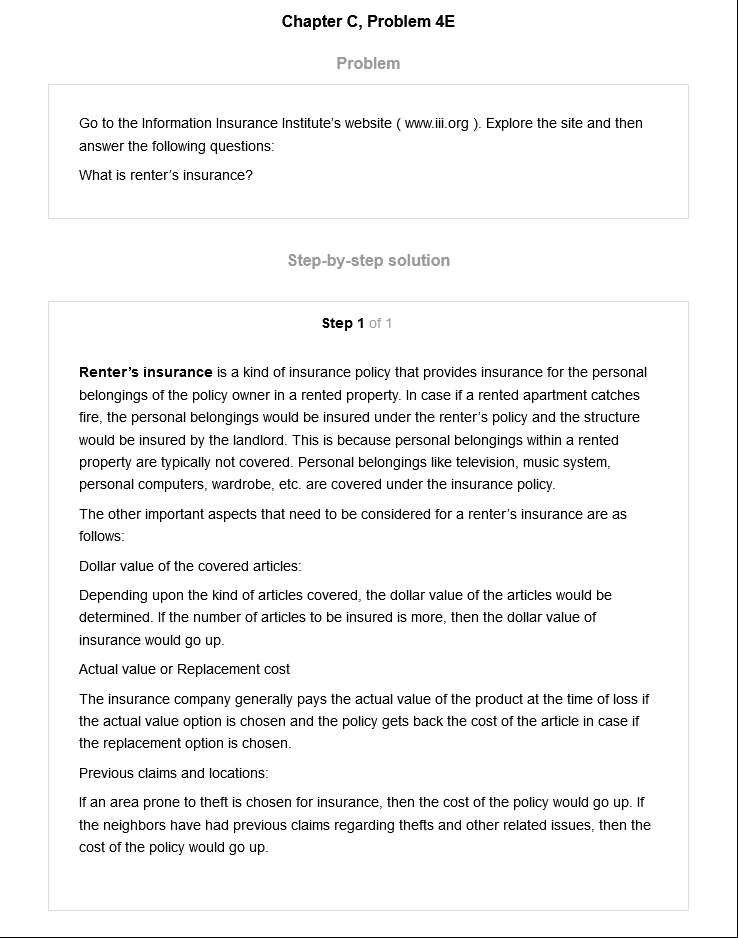 Chapter C, Problem 4E
Problem
Go to the Information Insurance Institute's website ( www.iii.org ). Explore the site and then
answer the following questions:
What is renter's insurance?
Step-by-step solution
Step 1 of 1
Renter's insurance is a kind of insurance policy that provides insurance for the personal
belongings of the policy owner in a rented property. In case if a rented apartment catches
fire, the personal belongings would be insured under the renter's policy and the structure
would be insured by the landlord. This is because personal belongings within a rented
property are typically not covered. Personal belongings like television, music system,
personal computers, wardrobe, etc. are covered under the insurance policy.
The other important aspects that need to be considered for a renter's insurance are as
follows:
Dollar value of the covered articles:
Depending upon the kind of articles covered, the dollar value of the articles would be
determined. If the number of articles to be insured is more, then the dollar value of
insurance would go up.
Actual value or Replacement cost
The insurance company generally pays the actual value of the product at the time of loss if
the actual value option is chosen and the policy gets back the cost of the article in case if
the replacement option is chosen.
Previous claims and locations:
If an area prone to theft is chosen for insurance, then the cost of the policy would go up. If
the neighbors have had previous claims regarding thefts and other related issues, then the
cost of the policy would go up.